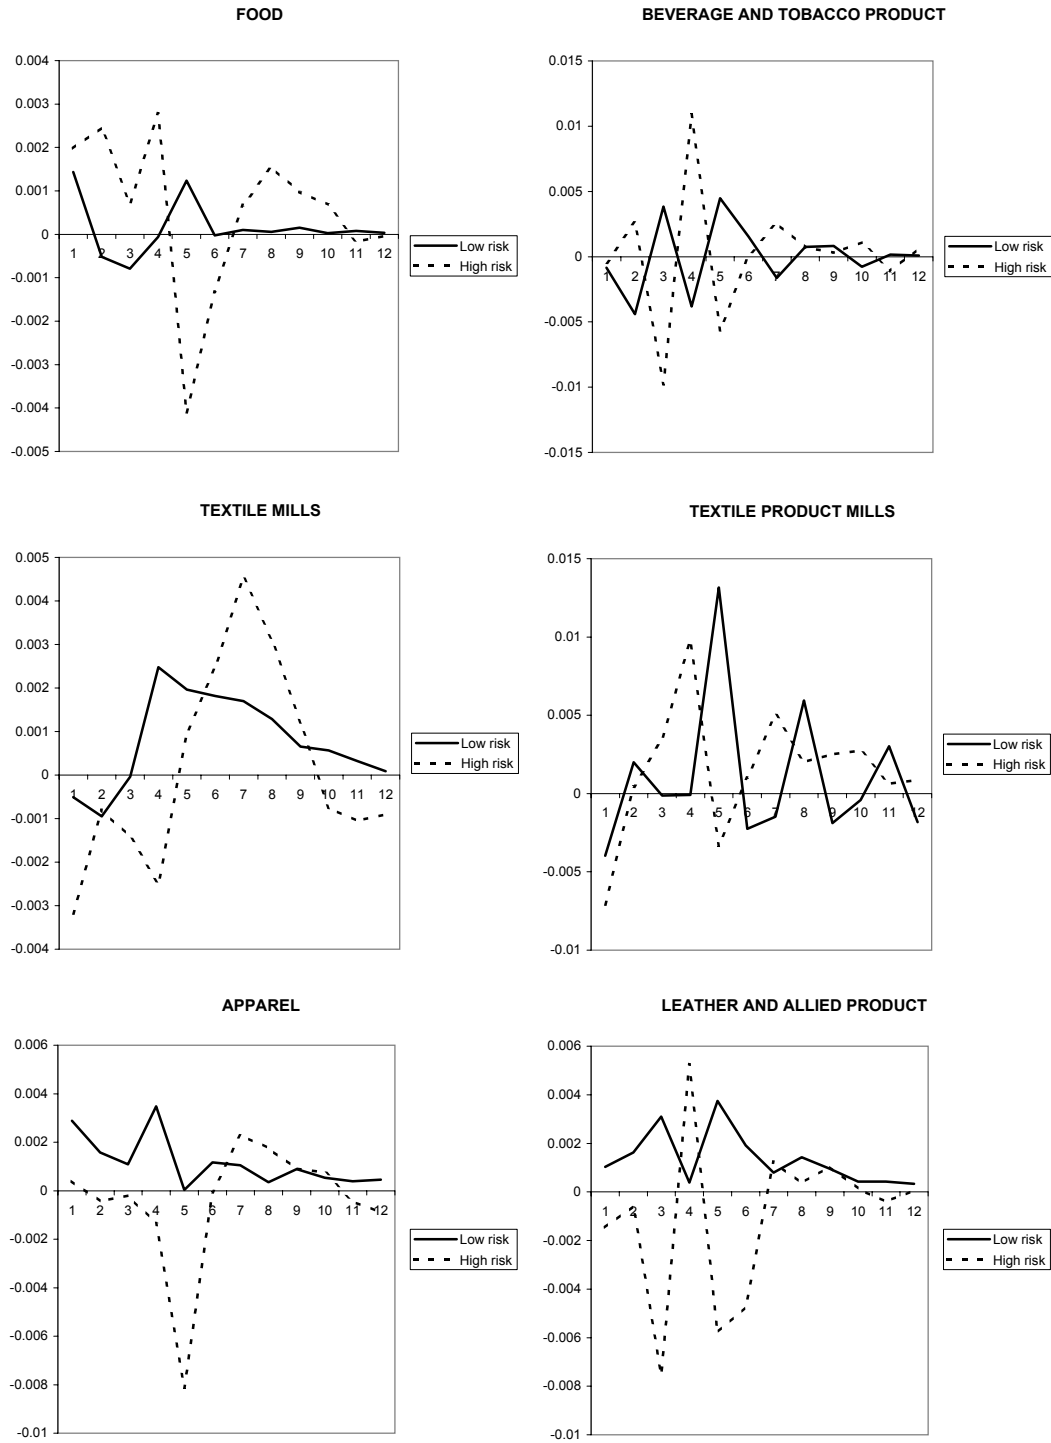 FOOD
0.004
0.003
0.002
0.001
0
-0.001
-0.002
-0.003
-0.004
-0.005
1 2 3 4 5 6 7 8 9 10 11 12
Low risk
High risk
BEVERAGE AND TOBACCO PRODUCT
0.015
0.01
0.005
0
-0.005
-0.01
-0.015
1 2 3 4 5 6 7 8 9 10 11 12
Low risk
High risk
TEXTILE MILLS
0.005
0.004
0.003
0.002
0.001
0
-0.001
-0.002
-0.003
-0.004
1 2 3 4 5 6 7 8 9 10 11 12
Low risk
High risk
TEXTILE PRODUCT MILLS
0.015
0.01
0.005
0
-0.005
-0.01
1 2 3 4 5 6 7 8 9 10 11 12
Low risk
High risk
APPAREL
0.006
0.004
0.002
0
-0.002
-0.004
-0.006
-0.008
-0.01
1 2 3 4 5 6 7 8 9 10 11 12
Low risk
High risk
LEATHER AND ALLIED PRODUCT
0.006
0.004
0.002
0
-0.002
-0.004
-0.006
-0.008
-0.01
1 2 3 4 5 6 7 8 9 10 11 12
Low risk
High risk